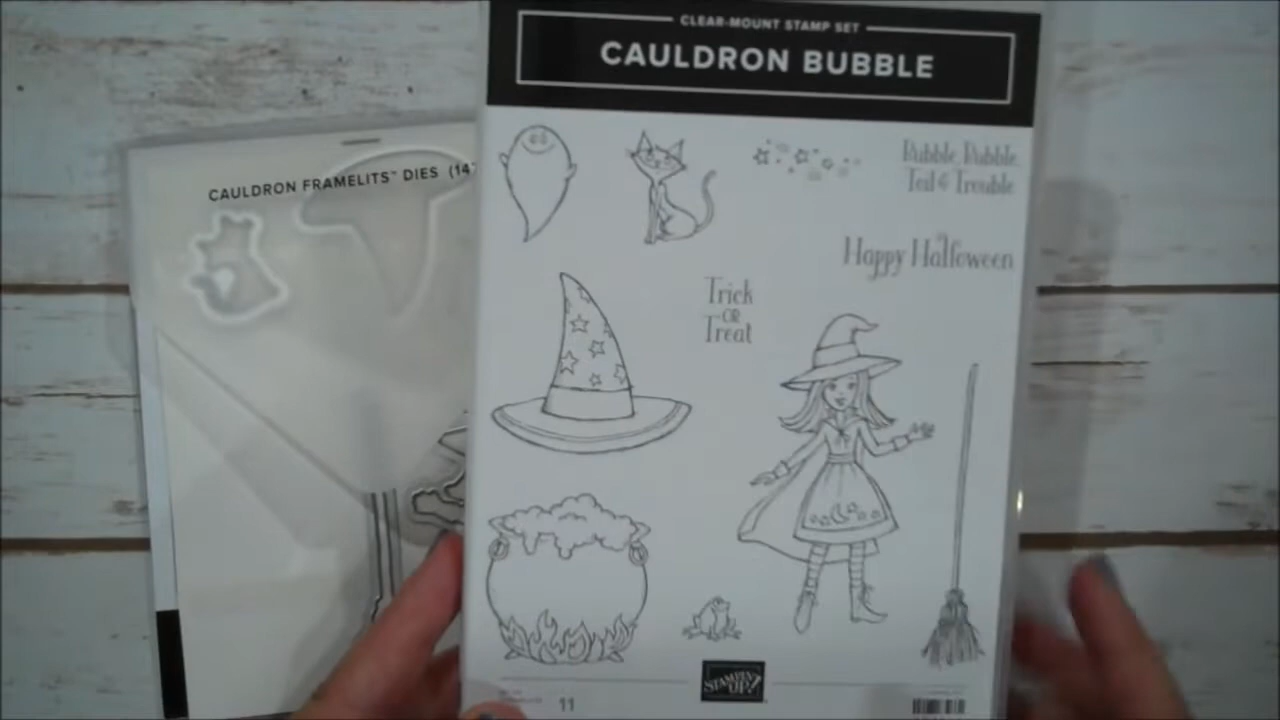 CLEAR-MOUNT STAMP SET
CAULDRON BUBBLE
CAULDRON FRAMELITS™ DIES (147
Bubble, Bubble
Toil & Trouble
Happy Halloween
Trick
OR
Treat
STAMPIN' UP!
11